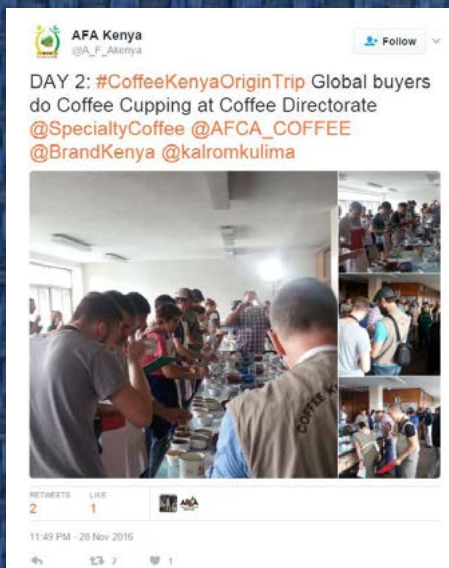 AFA Kenya
@A_F_Akenya
Follow
DAY 2: #CoffeeKenyaOriginTrip Global buyers
do Coffee Cupping at Coffee Directorate
@SpecialtyCoffee @AFCA_COFFEE
@BrandKenya @kalromkulima
COFFEE
RETWEETS LIKE
2 1
11:49 PM - 28 Nov 2016
2 1